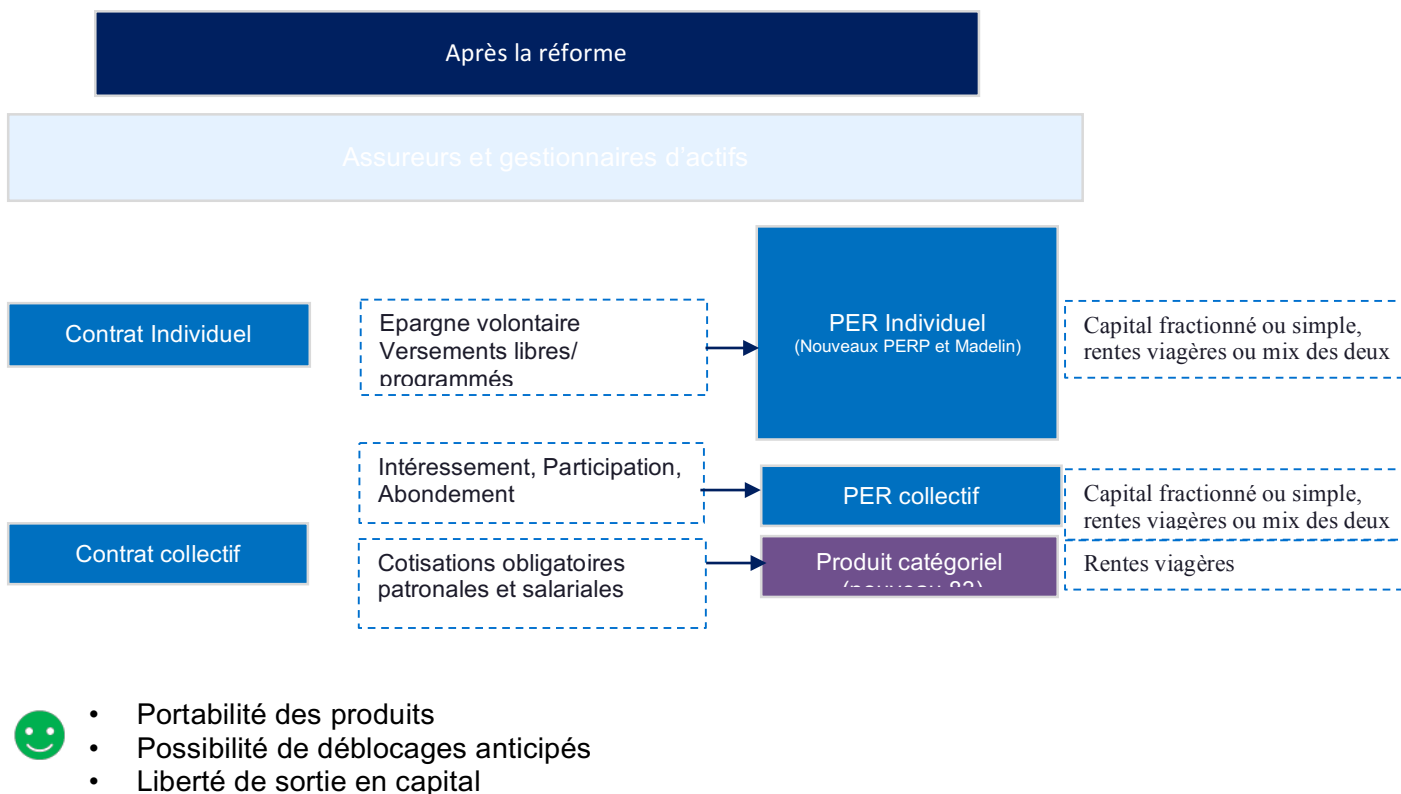 Après la réforme
Assureurs et gestionnaires d'actifs
Contrat Individuel
Epargne volontaire
Versements libres/
programmés
PER Individuel
(Nouveaux PERP et Madelin)
Capital fractionné ou simple,
rentes viagères ou mix des deux
Contrat collectif
Intéressement, Participation,
Abondement
PER collectif
Capital fractionné ou simple,
rentes viagères ou mix des deux
Cotisations obligatoires
patronales et salariales
Produit catégoriel
(nouveau 83)
Rentes viagères
• Portabilité des produits
• Possibilité de déblocages anticipés
• Liberté de sortie en capital